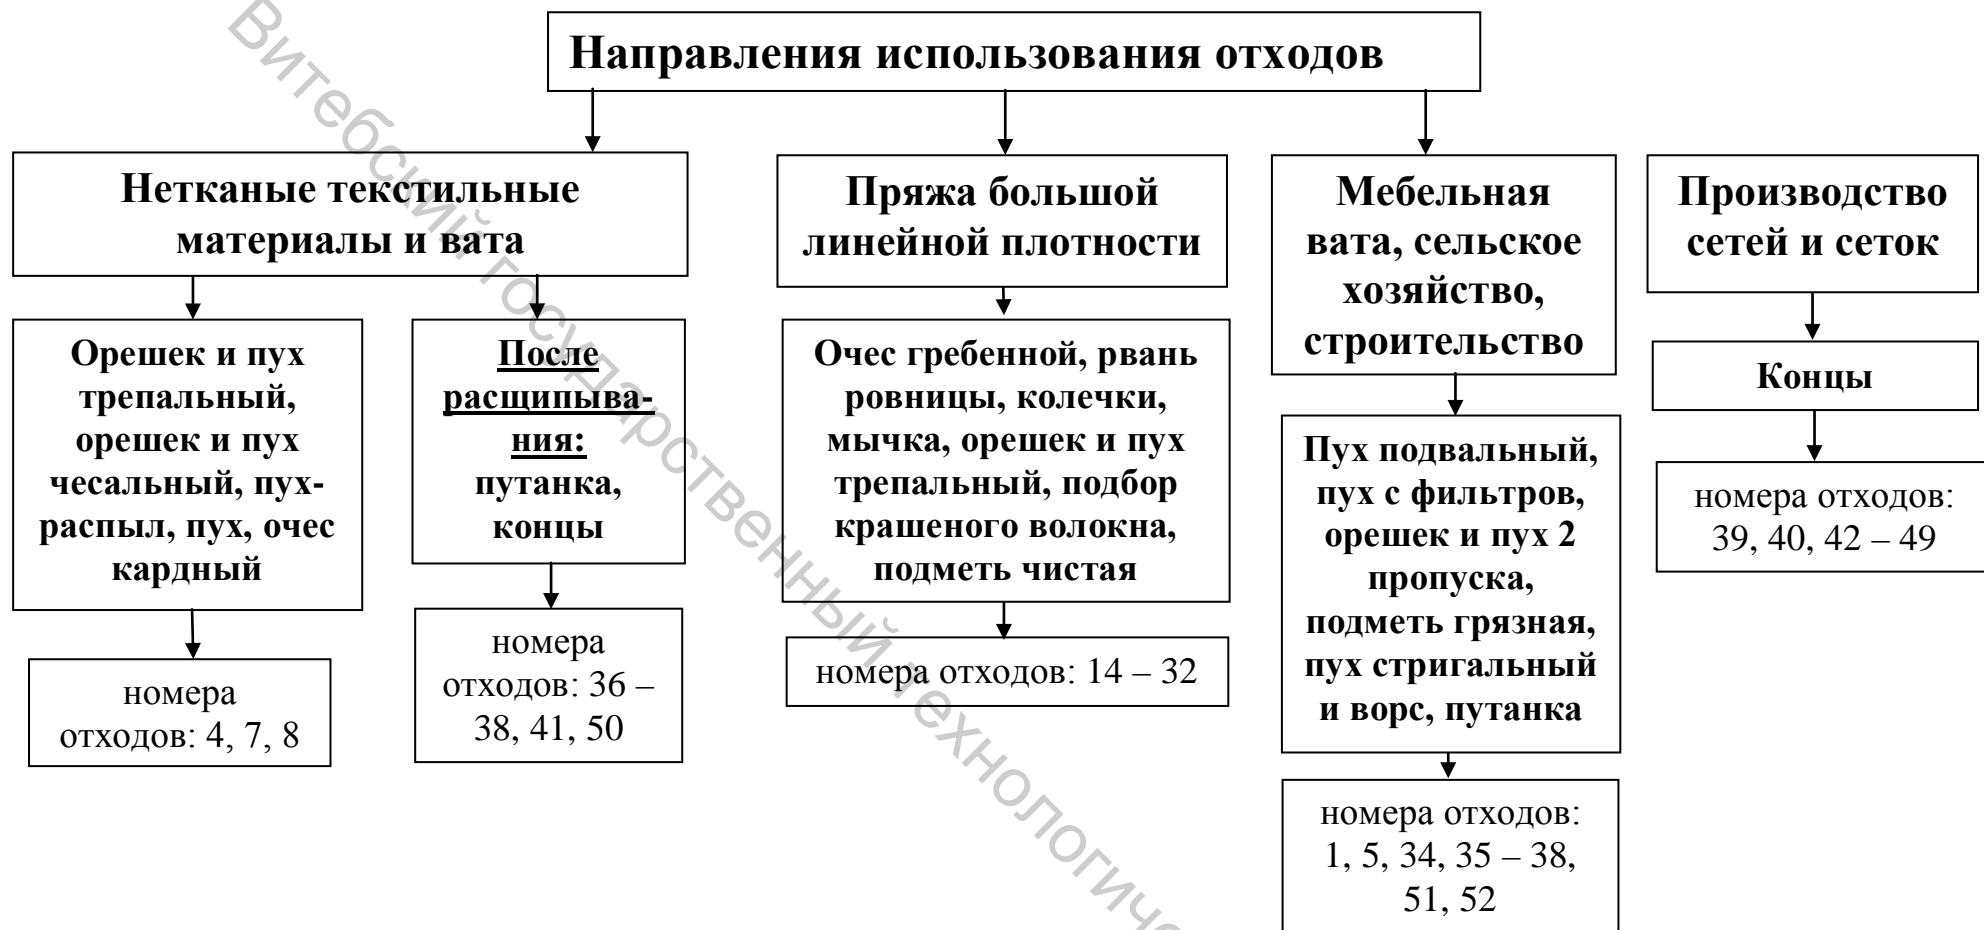 Направления использования отходов
Нетканые текстильные
материалы и вата
Пряжа большой
линейной плотности
Мебельная
вата, сельское
хозяйство,
строительство
Производство
сетей и сеток
Орешек и пух
трепальный,
орешек и пух
чесальный, пух-
распыл, пух, очес
кардный
После
расщипыва-
ния:
путанка,
концы
Очес гребенной, рвань
ровницы, колечки,
мычка, орешек и пух
трепальный, подбор
крашеного волокна,
подметь чистая
Пух подвальный,
пух с фильтров,
орешек и пух 2
пропуска,
подметь грязная,
пух стригальный
и ворс, путанка
Концы
номера
отходов: 4, 7, 8
номера
отходов: 36 –
38, 41, 50
номера отходов: 14 – 32
номера отходов:
1, 5, 34, 35 – 38,
51, 52
номера отходов:
39, 40, 42 – 49
Витебский государственный технологичес